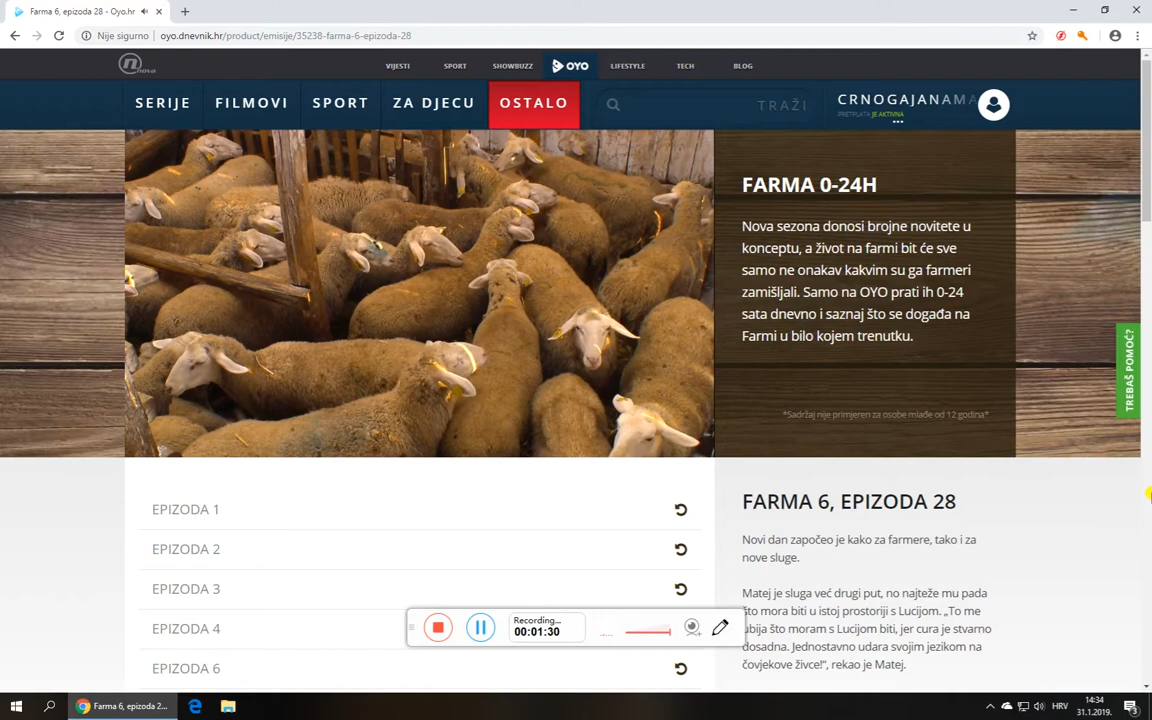 Farma 6, epizoda 28 - Oyo.hr
Nije sigurno
oyo.dnevnik.hr/product/emisije/35238-farma-6-epizoda-28
nova
VIJESTI
SPORT
SHOWBUZZ
OYO
LIFESTYLE
TECH
BLOG
SERIJE
FILMOVI
SPORT
ZA DJECU
OSTALO
TRAŽI
CRNOGAJANAMA
PRETPLATA JE AKTIVNA
FARMA 0-24H
Nova sezona donosi brojne novitete u
konceptu, a život na farmi bit će sve
samo ne onakav kakvim su ga farmeri
zamišljali. Samo na OYO prati ih 0-24
sata dnevno i saznaj što se događa na
Farmi u bilo kojem trenutku.
*Sadržaj nije primjeren za osobe mlađe od 12 godina*
TREBAŠ POMOĆ?
EPIZODA 1
EPIZODA 2
EPIZODA 3
EPIZODA 4
EPIZODA 6
FARMA 6, EPIZODA 28
Novi dan započeo je kako za farmere, tako i za
nove sluge.
Matej je sluga već drugi put, no najteže mu pada
što mora biti u istoj prostoriji s Lucijom. „To me
ubija što moram s Lucijom biti, jer cura je stvarno
dosadna. Jednostavno udara svojim jezikom na
čovjekove živce!“, rekao je Matej.
Recording...
00:01:30
Farma 6, epizoda 2...
HRV
14:34
31.1.2019.
3